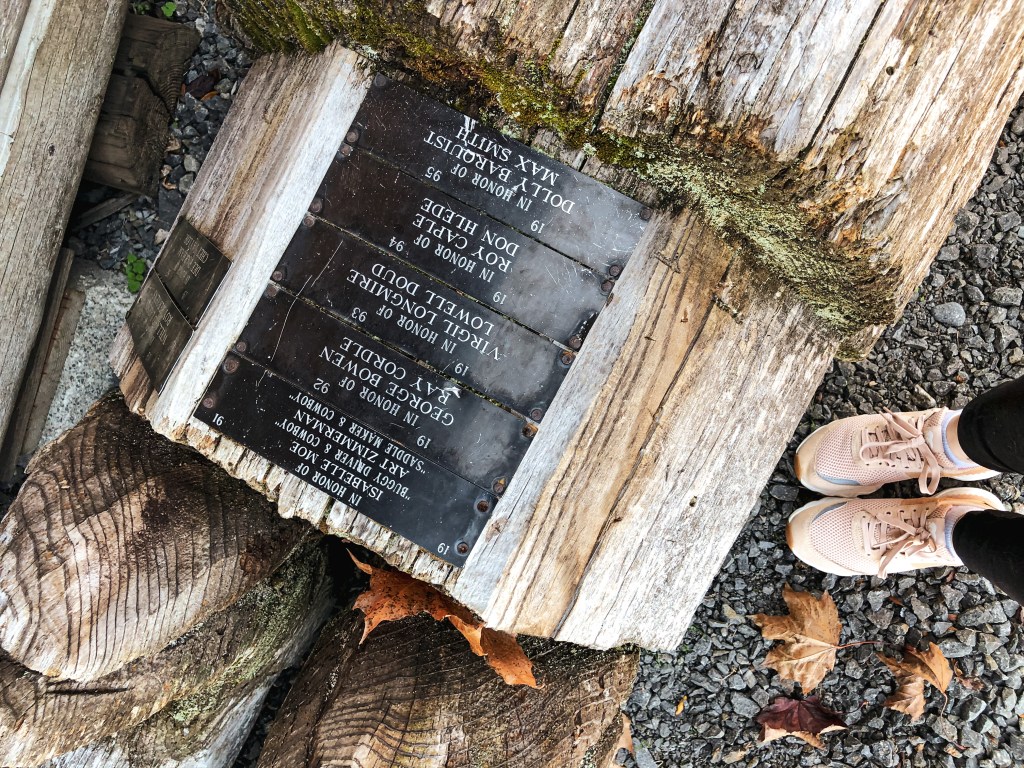 19 IN HONOR OF 91
ISABELLE MOE
"BUGGY DRIVER & COWBOY"
ART ZIMMERMAN
"SADDLE MAKER & COWBOY"
19 IN HONOR OF 92
GEORGE BOWEN
RAY CORDLE
19 IN HONOR OF 93
VIRGIL LONGMIRE
LOWELL DOUD
19 IN HONOR OF 94
ROY CAPLE
DON HLEDE
19 IN HONOR OF 95
DOLLY BARQUIST
MAX SMITH